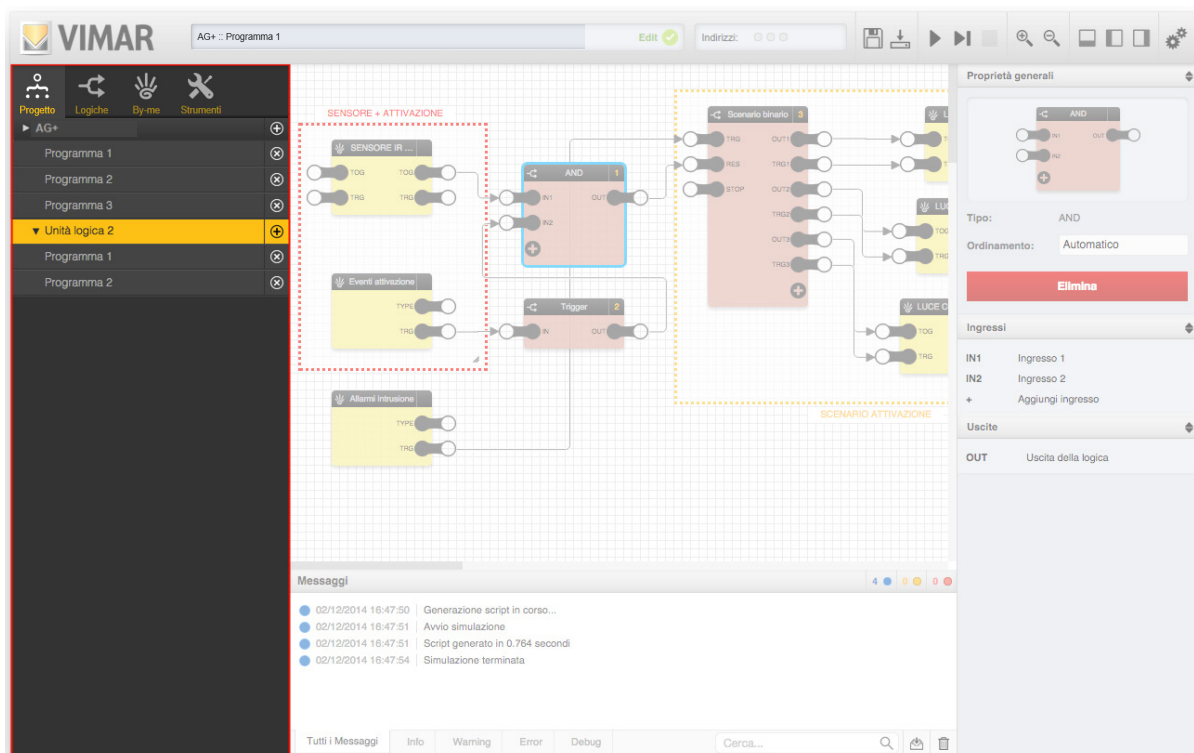 VIMAR
AG+ :: Programma 1
Edit
Indirizzi:
Progetto
Logiche
By-me
Strumenti
AG+
Programma 1
Programma 2
Programma 3
Unità logica 2
Programma 1
Programma 2
SENSORE + ATTIVAZIONE
SENSORE IR ...
TOG TOG
TRG TRG
Eventi attivazione
TYPE
TRG
Allarmi intrusione
TYPE
TRG
AND 1
IN1 OUT
IN2
Trigger 2
IN OUT
Scenario binario 3
TRG OUT1
RES TRG1
STOP OUT2
TRG2
OUT3
TRG3
TOG
TRG
LUCE C
TOG
TRG
SCENARIO ATTIVAZIONE
Messaggi
4 0 0
02/12/2014 16:47:50 Generazione script in corso...
02/12/2014 16:47:51 Avvio simulazione
02/12/2014 16:47:51 Script generato in 0.764 secondi
02/12/2014 16:47:54 Simulazione terminata
Tutti i Messaggi Info Warning Error Debug
Cerca...
Proprietà generali
AND
IN1 OUT
IN2
Tipo: AND
Ordinamento: Automatico
Elimina
Ingressi
IN1 Ingresso 1
IN2 Ingresso 2
+ Aggiungi ingresso
Uscite
OUT Uscita della logica